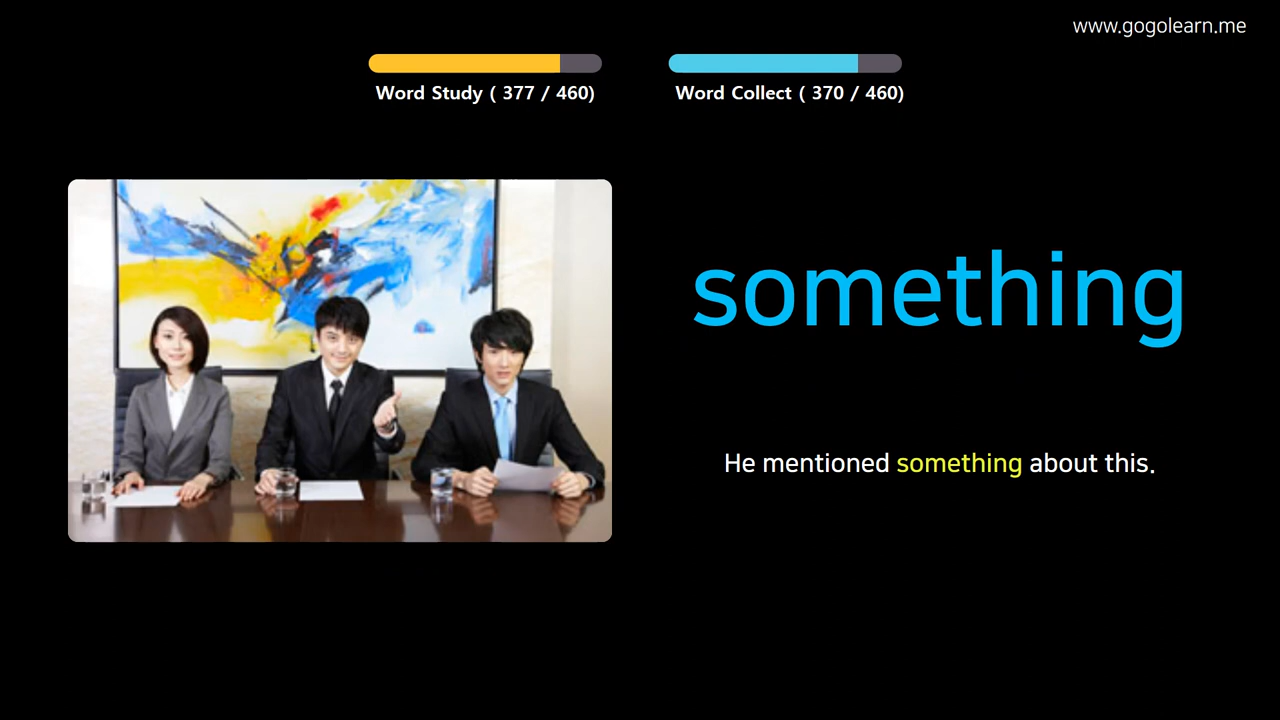 www.gogolearn.me
Word Study ( 377 / 460)
Word Collect ( 370 / 460)
something
He mentioned something about this.